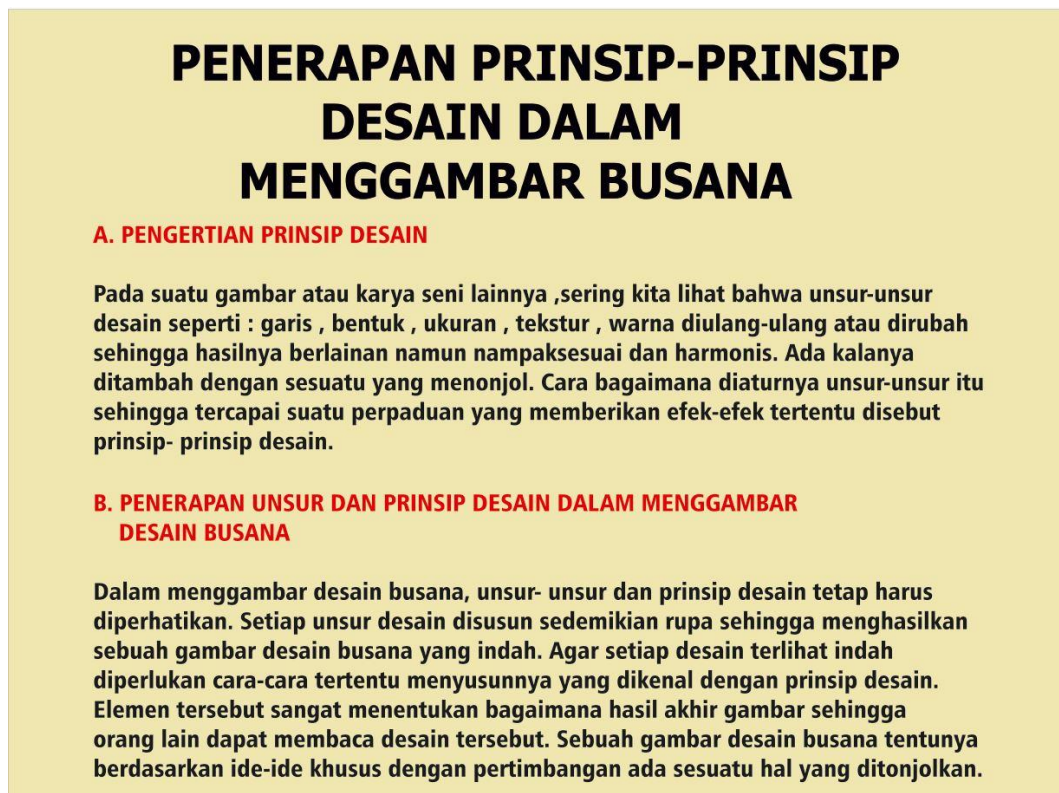 PENERAPAN PRINSIP-PRINSIP
DESAIN DALAM
MENGGAMBAR BUSANA
A. PENGERTIAN PRINSIP DESAIN
Pada suatu gambar atau karya seni lainnya ,sering kita lihat bahwa unsur-unsur
desain seperti : garis , bentuk , ukuran , tekstur , warna diulang-ulang atau dirubah
sehingga hasilnya berlainan namun nampaksesuai dan harmonis. Ada kalanya
ditambah dengan sesuatu yang menonjol. Cara bagaimana diaturnya unsur-unsur itu
sehingga tercapai suatu perpaduan yang memberikan efek-efek tertentu disebut
prinsip- prinsip desain.
B. PENERAPAN UNSUR DAN PRINSIP DESAIN DALAM MENGGAMBAR
DESAIN BUSANA
Dalam menggambar desain busana, unsur- unsur dan prinsip desain tetap harus
diperhatikan. Setiap unsur desain disusun sedemikian rupa sehingga menghasilkan
sebuah gambar desain busana yang indah. Agar setiap desain terlihat indah
diperlukan cara-cara tertentu menyusunnya yang dikenal dengan prinsip desain.
Elemen tersebut sangat menentukan bagaimana hasil akhir gambar sehingga
orang lain dapat membaca desain tersebut. Sebuah gambar desain busana tentunya
berdasarkan ide-ide khusus dengan pertimbangan ada sesuatu hal yang ditonjolkan.